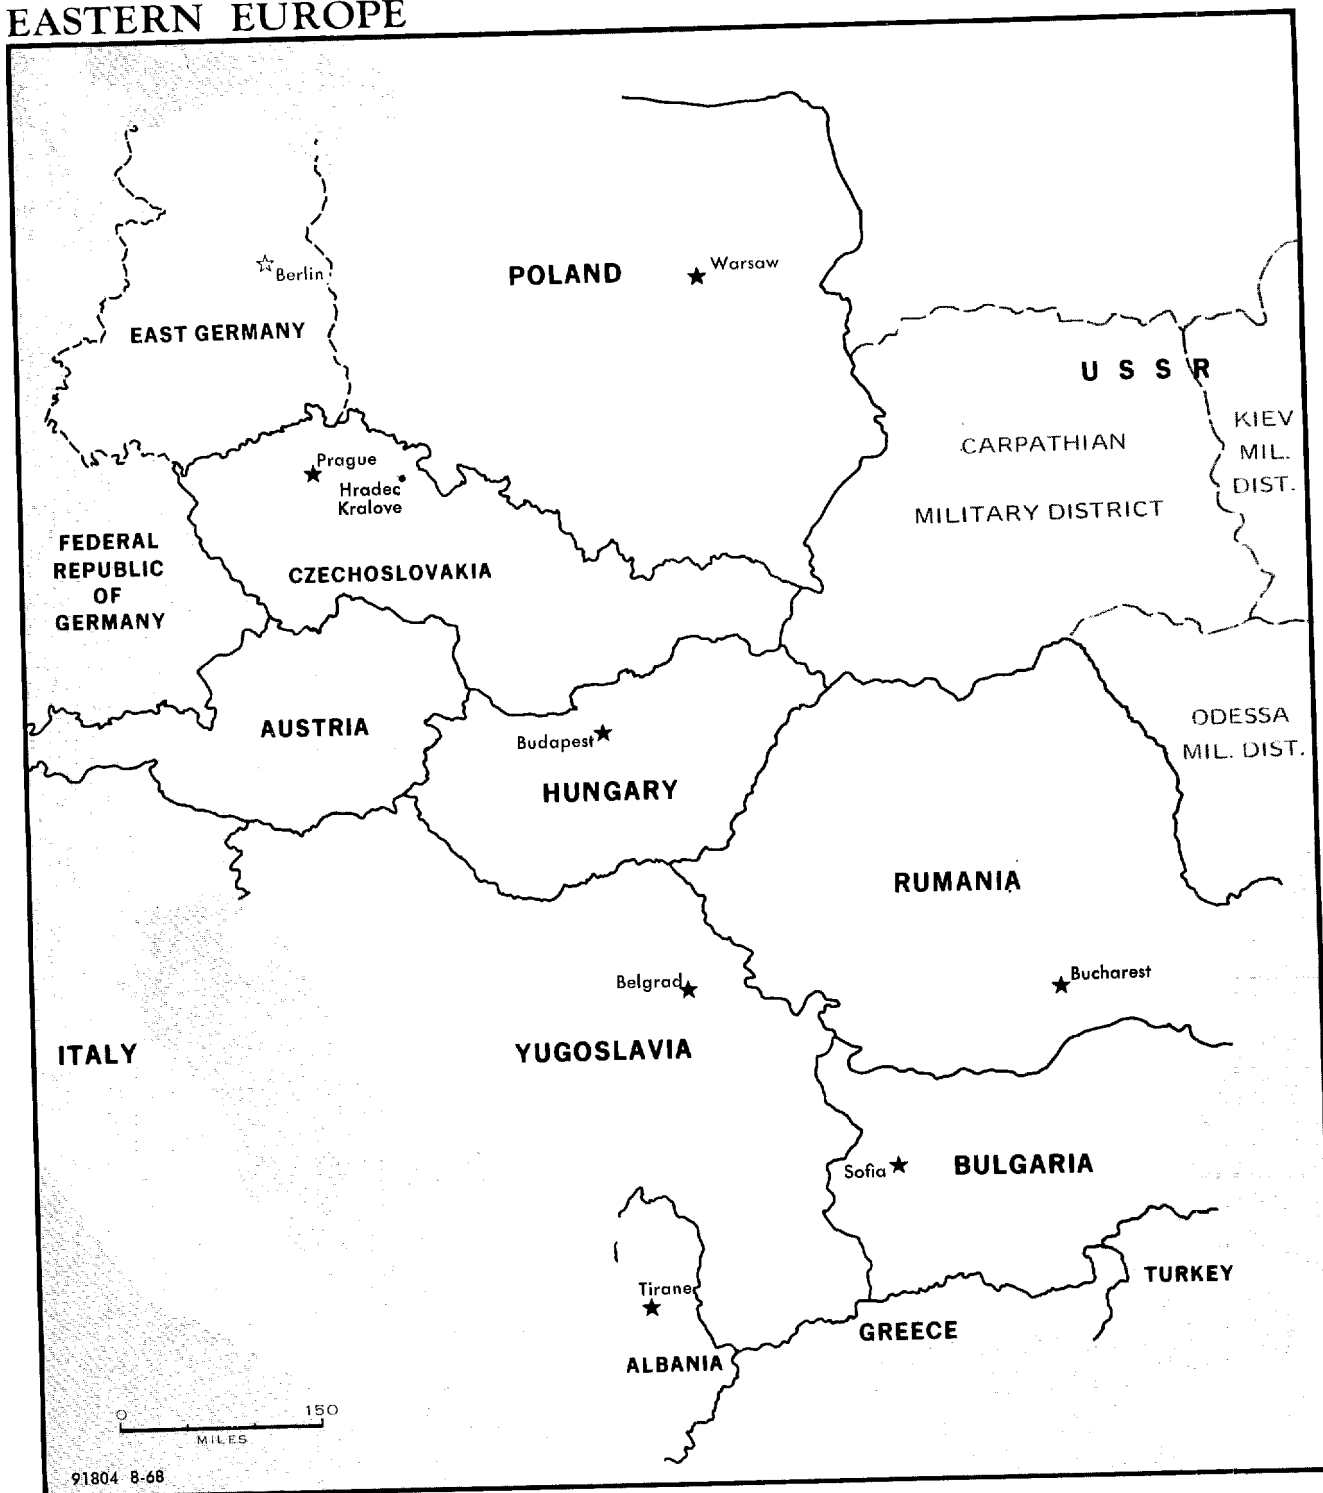 EASTERN EUROPE
Berlin
POLAND
Warsaw
EAST GERMANY
U S S R
KIEV
MIL.
DIST.
CARPATHIAN
MILITARY DISTRICT
Prague
Hradec
Kralove
FEDERAL
REPUBLIC
OF
GERMANY
CZECHOSLOVAKIA
AUSTRIA
Budapest
HUNGARY
ODESSA
MIL. DIST.
RUMANIA
Belgrad
Bucharest
ITALY
YUGOSLAVIA
Sofia
BULGARIA
Tirane
TURKEY
GREECE
ALBANIA
0 150
MILES
91804 8-68